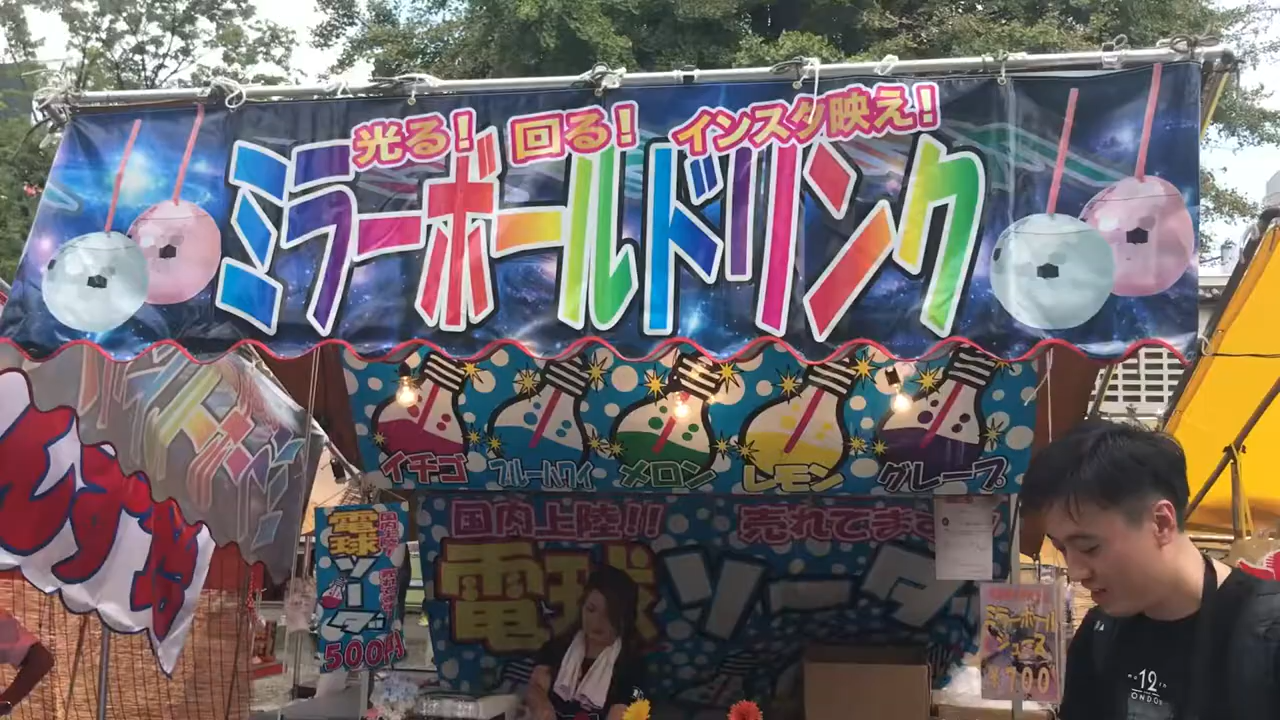 光る! 回る! インスタ映え!
ミラーボールドリンク
イチゴ
ブルーハワイ
メロン
レモン
グレープ
国内上陸!!
売れてます
電球ソーダ
電球ソーダ
500円
ミラーボール
ジュース
¥700
12